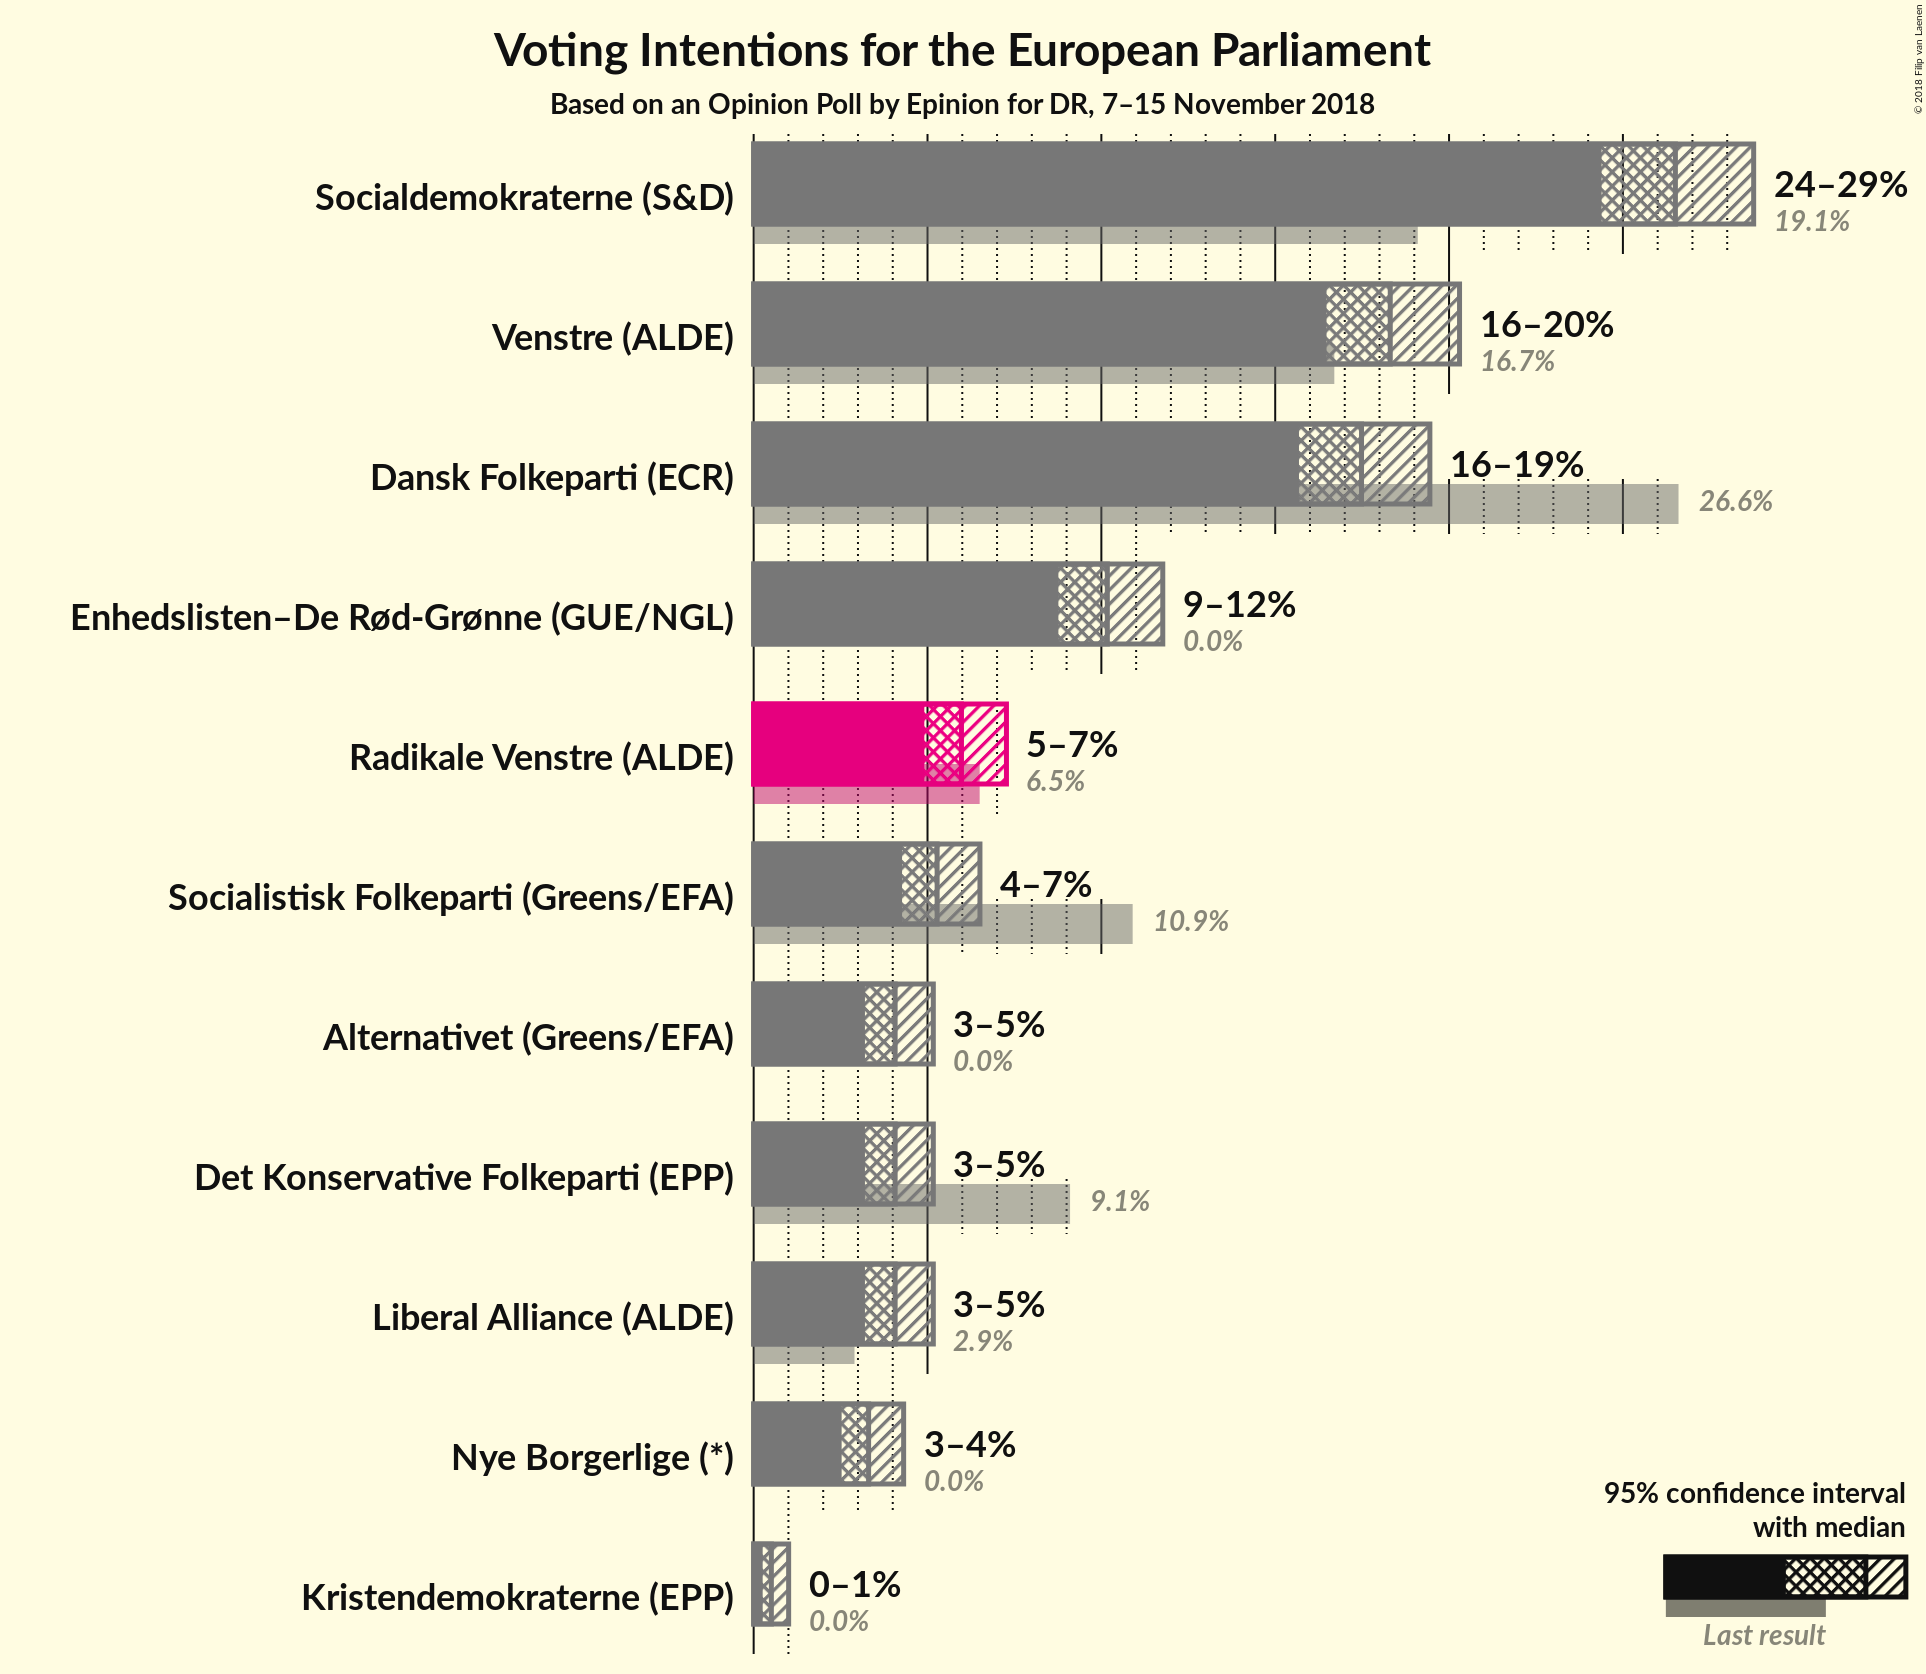 Voting Intentions for the European Parliament
Based on an Opinion Poll by Epinion for DR, 7–15 November 2018
© 2018 Filip van Laenen
Socialdemokraterne (S&D)
24–29%
19.1%
Venstre (ALDE)
16–20%
16.7%
Dansk Folkeparti (ECR)
16–19%
26.6%
Enhedslisten–De Rød-Grønne (GUE/NGL)
9–12%
0.0%
Radikale Venstre (ALDE)
5–7%
6.5%
Socialistisk Folkeparti (Greens/EFA)
4–7%
10.9%
Alternativet (Greens/EFA)
3–5%
0.0%
Det Konservative Folkeparti (EPP)
3–5%
9.1%
Liberal Alliance (ALDE)
3–5%
2.9%
Nye Borgerlige (*)
3–4%
0.0%
Kristendemokraterne (EPP)
0–1%
0.0%
95% confidence interval
with median
Last result